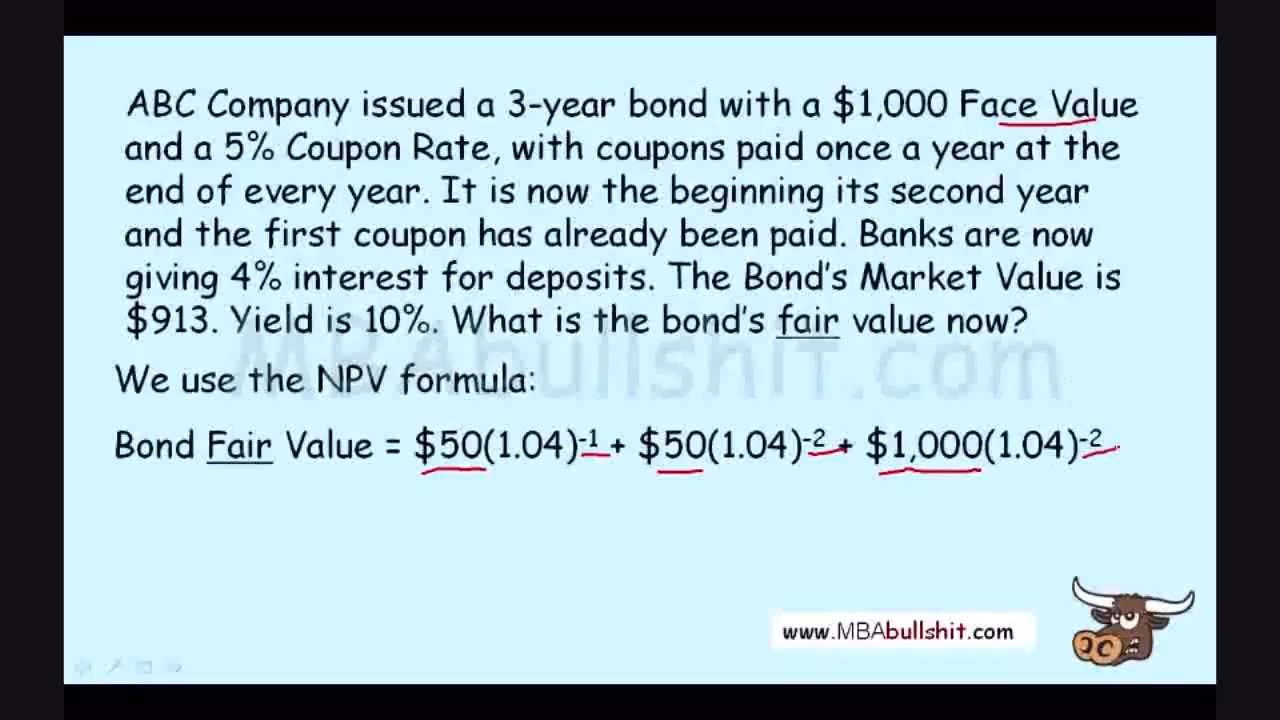 ABC Company issued a 3-year bond with a $1,000 Face Value
and a 5% Coupon Rate, with coupons paid once a year at the
end of every year. It is now the beginning its second year
and the first coupon has already been paid. Banks are now
giving 4% interest for deposits. The Bond's Market Value is
$913. Yield is 10%. What is the bond's fair value now?
MBAbullshit.com
We use the NPV formula:
Bond Fair Value = $50(1.04)-1 + $50(1.04)-2 + $1,000(1.04)-2
www.MBAbullshit.com